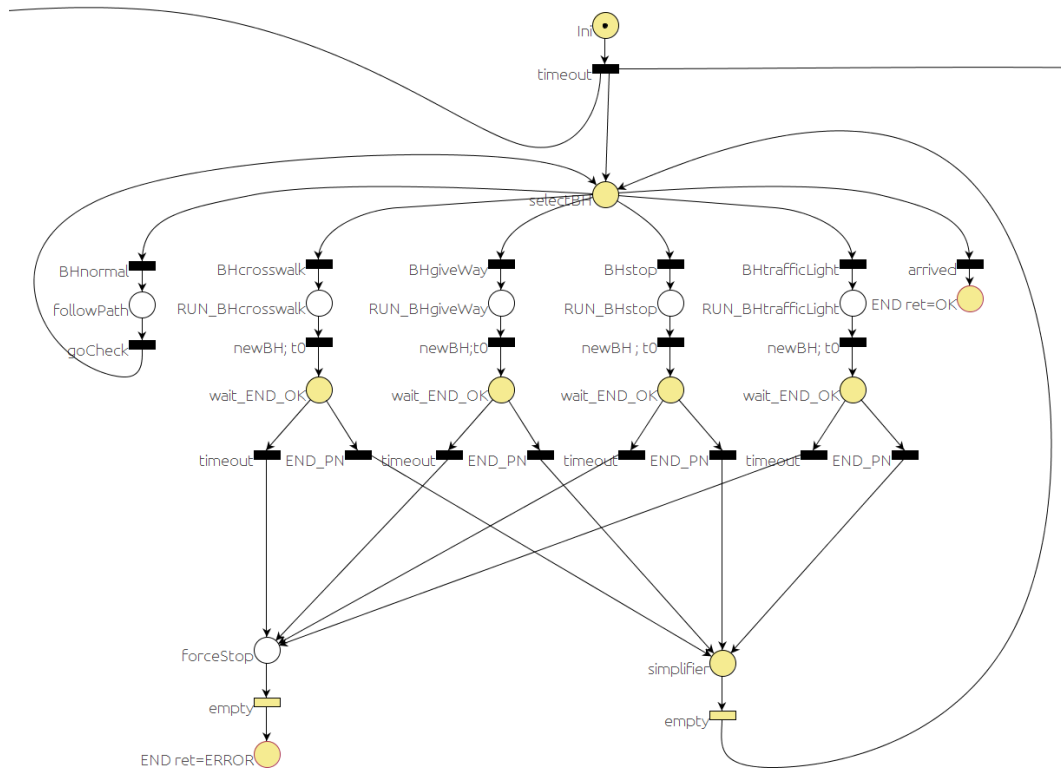 Ini
timeout
selectBH
BHnormal
BHcrosswalk
BHgiveWay
BHstop
BHtrafficLight
arrived
followPath
RUN_BHcrosswalk
RUN_BHgiveWay
RUN_BHstop
RUN_BHtrafficLight
END ret=OK
goCheck
newBH; t0
newBH;t0
newBH ; t0
newBH; t0
wait_END_OK
wait_END_OK
wait_END_OK
wait_END_OK
timeout
END_PN
timeout
END_PN
timeout
END_PN
timeout
END_PN
forceStop
simplifier
empty
empty
END ret=ERROR